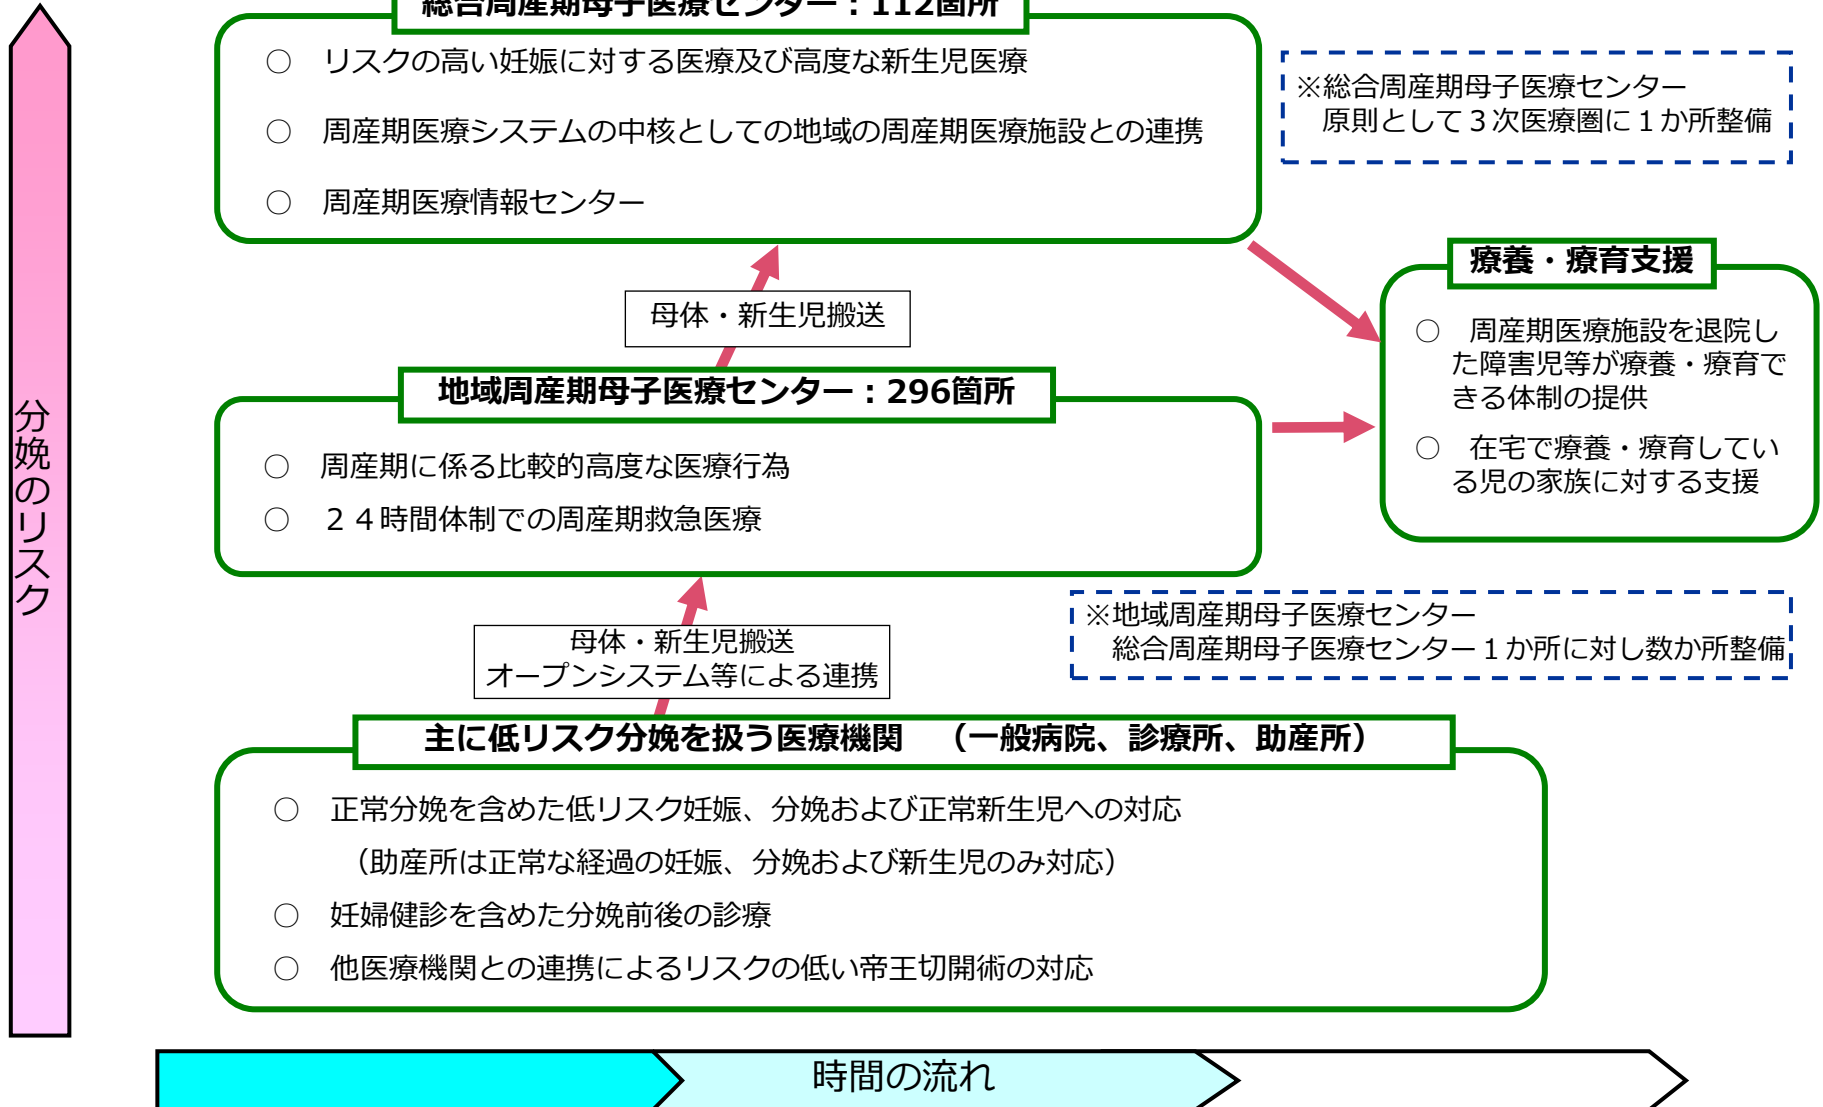 総合周産期母子医療センター：112箇所
○　リスクの高い妊娠に対する医療及び高度な新生児医療
○　周産期医療システムの中核としての地域の周産期医療施設との連携
○　周産期医療情報センター
※総合周産期母子医療センター
原則として３次医療圏に１か所整備
母体・新生児搬送
療養・療育支援
○　周産期医療施設を退院し
た障害児等が療養・療育で
きる体制の提供
○　在宅で療養・療育してい
る児の家族に対する支援
地域周産期母子医療センター：296箇所
○　周産期に係る比較的高度な医療行為
○　２４時間体制での周産期救急医療
分娩のリスク
※地域周産期母子医療センター
総合周産期母子医療センター１か所に対し数か所整備
母体・新生児搬送
オープンシステム等による連携
主に低リスク分娩を扱う医療機関　（一般病院、診療所、助産所）
○　正常分娩を含めた低リスク妊娠、分娩および正常新生児への対応
（助産所は正常な経過の妊娠、分娩および新生児のみ対応）
○　妊婦健診を含めた分娩前後の診療
○　他医療機関との連携によるリスクの低い帝王切開術の対応
時間の流れ